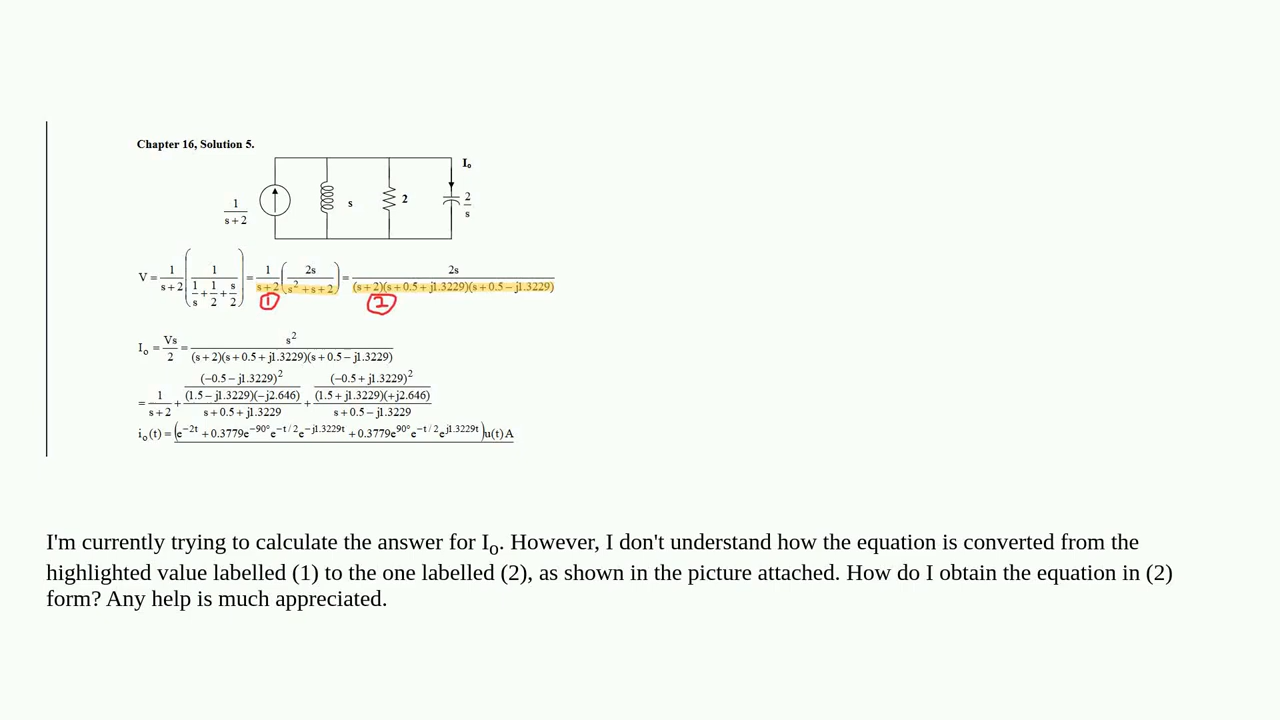 Chapter 16, Solution 5.
Iₒ
1/(s+2)
s
2
2/s
V = 1/(s+2) (1/(1/s + 1/2 + s/2)) = 1/(s+2) (2s/(s² + s + 2)) = 2s/((s+2)(s+0.5+j1.3229)(s+0.5−j1.3229))
1
2
Iₒ = Vs/2 = s²/((s+2)(s+0.5+j1.3229)(s+0.5−j1.3229))
= 1/(s+2) + ((−0.5−j1.3229)²/((1.5−j1.3229)(−j2.646)))/(s+0.5+j1.3229) + ((−0.5+j1.3229)²/((1.5+j1.3229)(+j2.646)))/(s+0.5−j1.3229)
iₒ(t) = (e^{−2t} + 0.3779e^{−90°}e^{−t/2}e^{−j1.3229t} + 0.3779e^{90°}e^{−t/2}e^{j1.3229t})u(t) A
I'm currently trying to calculate the answer for Iₒ. However, I don't understand how the equation is converted from the
highlighted value labelled (1) to the one labelled (2), as shown in the picture attached. How do I obtain the equation in (2)
form? Any help is much appreciated.